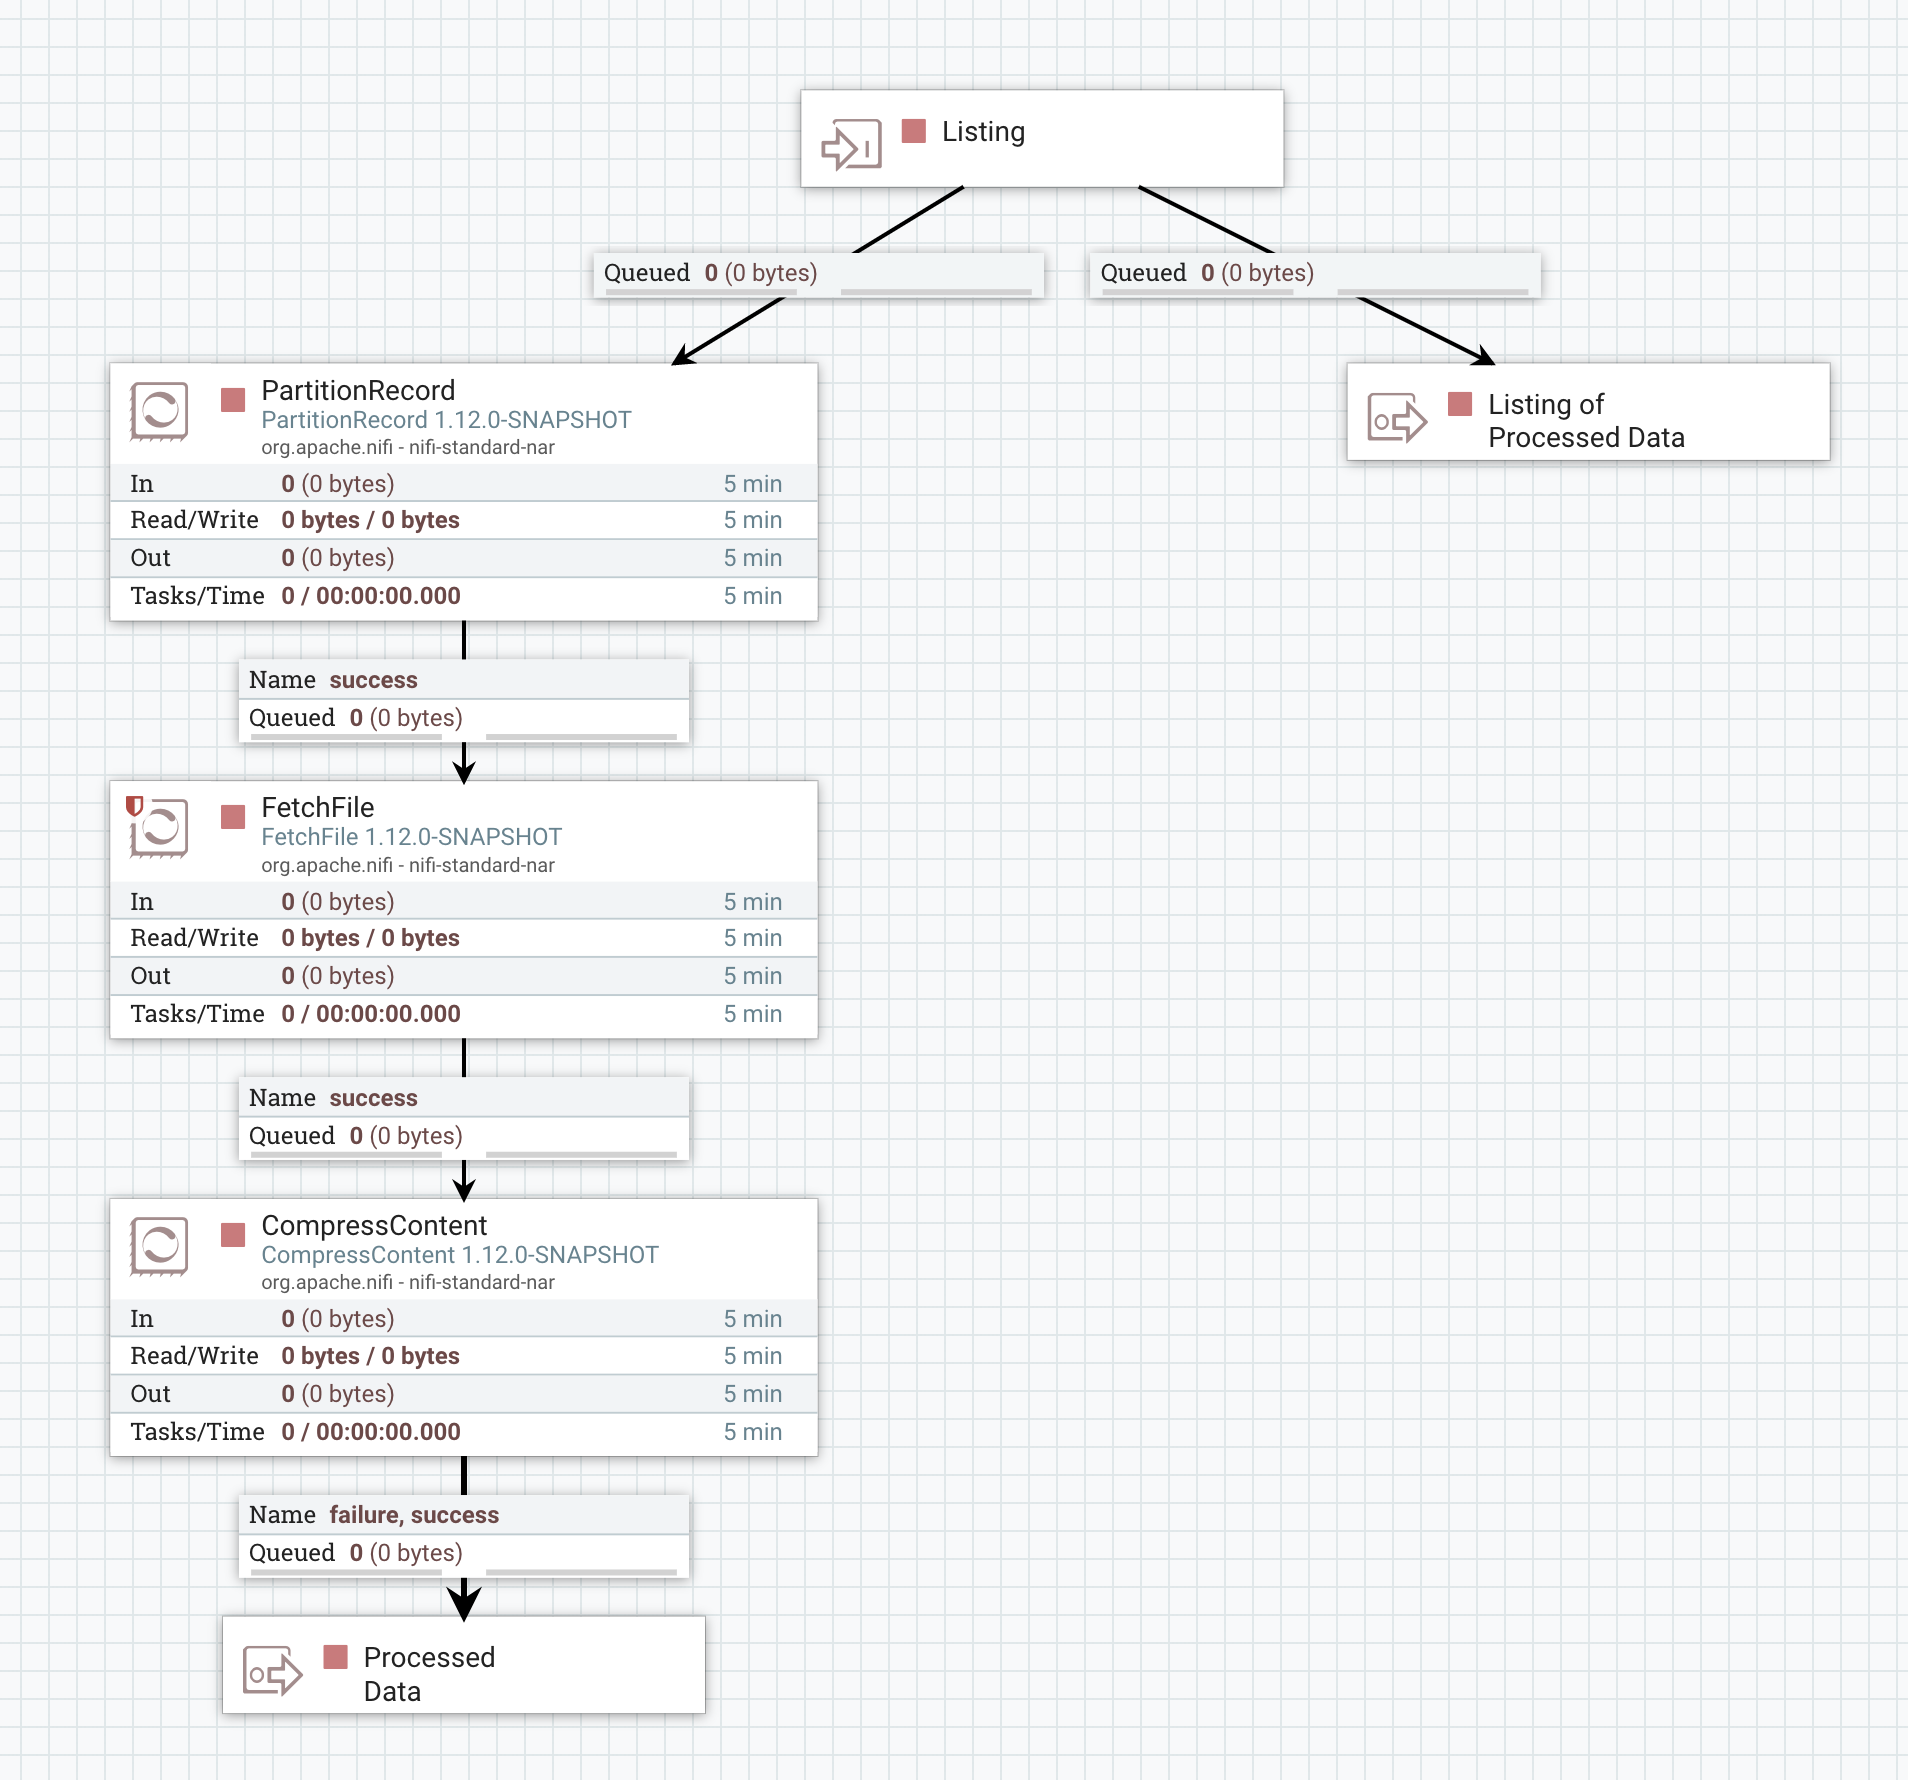 Listing
Queued 0 (0 bytes)
Queued 0 (0 bytes)
PartitionRecord
PartitionRecord 1.12.0-SNAPSHOT
org.apache.nifi - nifi-standard-nar
In 0 (0 bytes) 5 min
Read/Write 0 bytes / 0 bytes 5 min
Out 0 (0 bytes) 5 min
Tasks/Time 0 / 00:00:00.000 5 min
Listing of
Processed Data
Name success
Queued 0 (0 bytes)
FetchFile
FetchFile 1.12.0-SNAPSHOT
org.apache.nifi - nifi-standard-nar
In 0 (0 bytes) 5 min
Read/Write 0 bytes / 0 bytes 5 min
Out 0 (0 bytes) 5 min
Tasks/Time 0 / 00:00:00.000 5 min
Name success
Queued 0 (0 bytes)
CompressContent
CompressContent 1.12.0-SNAPSHOT
org.apache.nifi - nifi-standard-nar
In 0 (0 bytes) 5 min
Read/Write 0 bytes / 0 bytes 5 min
Out 0 (0 bytes) 5 min
Tasks/Time 0 / 00:00:00.000 5 min
Name failure, success
Queued 0 (0 bytes)
Processed
Data